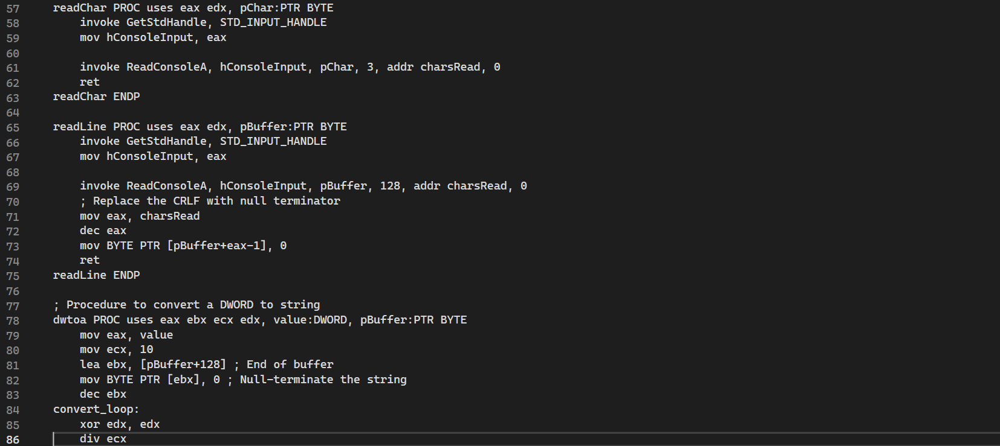 57 readChar PROC uses eax edx, pChar:PTR BYTE
58 invoke GetStdHandle, STD_INPUT_HANDLE
59 mov hConsoleInput, eax
60
61 invoke ReadConsoleA, hConsoleInput, pChar, 3, addr charsRead, 0
62 ret
63 readChar ENDP
64
65 readLine PROC uses eax edx, pBuffer:PTR BYTE
66 invoke GetStdHandle, STD_INPUT_HANDLE
67 mov hConsoleInput, eax
68
69 invoke ReadConsoleA, hConsoleInput, pBuffer, 128, addr charsRead, 0
70 ; Replace the CRLF with null terminator
71 mov eax, charsRead
72 dec eax
73 mov BYTE PTR [pBuffer+eax-1], 0
74 ret
75 readLine ENDP
76
77 ; Procedure to convert a DWORD to string
78 dwtoa PROC uses eax ebx ecx edx, value:DWORD, pBuffer:PTR BYTE
79 mov eax, value
80 mov ecx, 10
81 lea ebx, [pBuffer+128] ; End of buffer
82 mov BYTE PTR [ebx], 0 ; Null-terminate the string
83 dec ebx
84 convert_loop:
85 xor edx, edx
86 div ecx